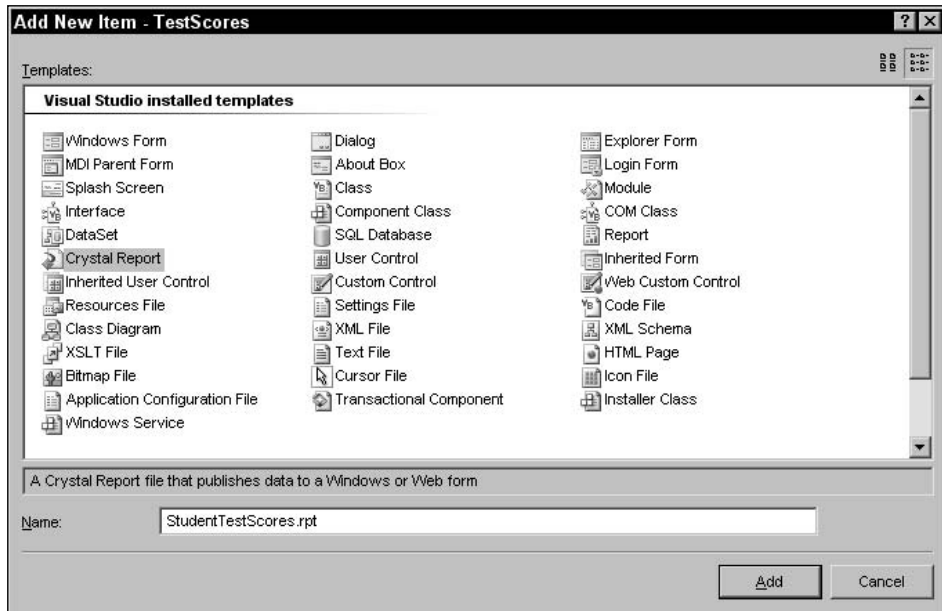 Add New Item - TestScores
Templates:
Visual Studio installed templates
Windows Form Dialog Explorer Form
MDI Parent Form About Box Login Form
Splash Screen Class Module
Interface Component Class COM Class
DataSet SQL Database Report
Crystal Report User Control Inherited Form
Inherited User Control Custom Control Web Custom Control
Resources File Settings File Code File
Class Diagram XML File XML Schema
XSLT File Text File HTML Page
Bitmap File Cursor File Icon File
Application Configuration File Transactional Component Installer Class
Windows Service
A Crystal Report file that publishes data to a Windows or Web form
Name: StudentTestScores.rpt
Add Cancel